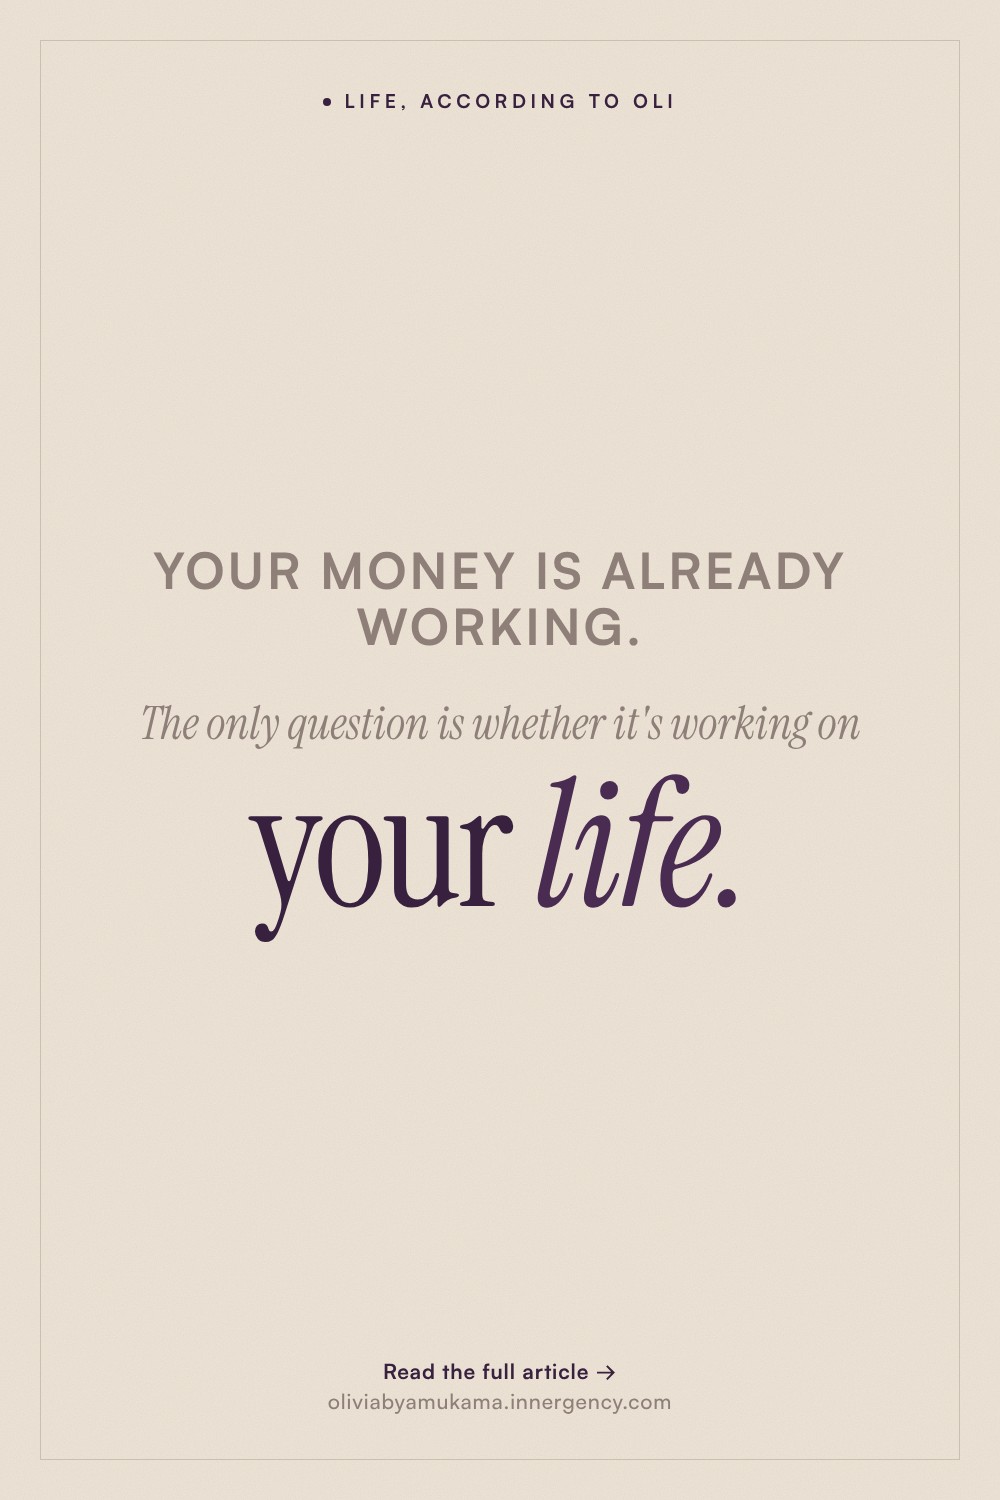 • LIFE, ACCORDING TO OLI
YOUR MONEY IS ALREADY
WORKING.
The only question is whether it's working on
your life.
Read the full article →
oliviabyamukama.innergency.com